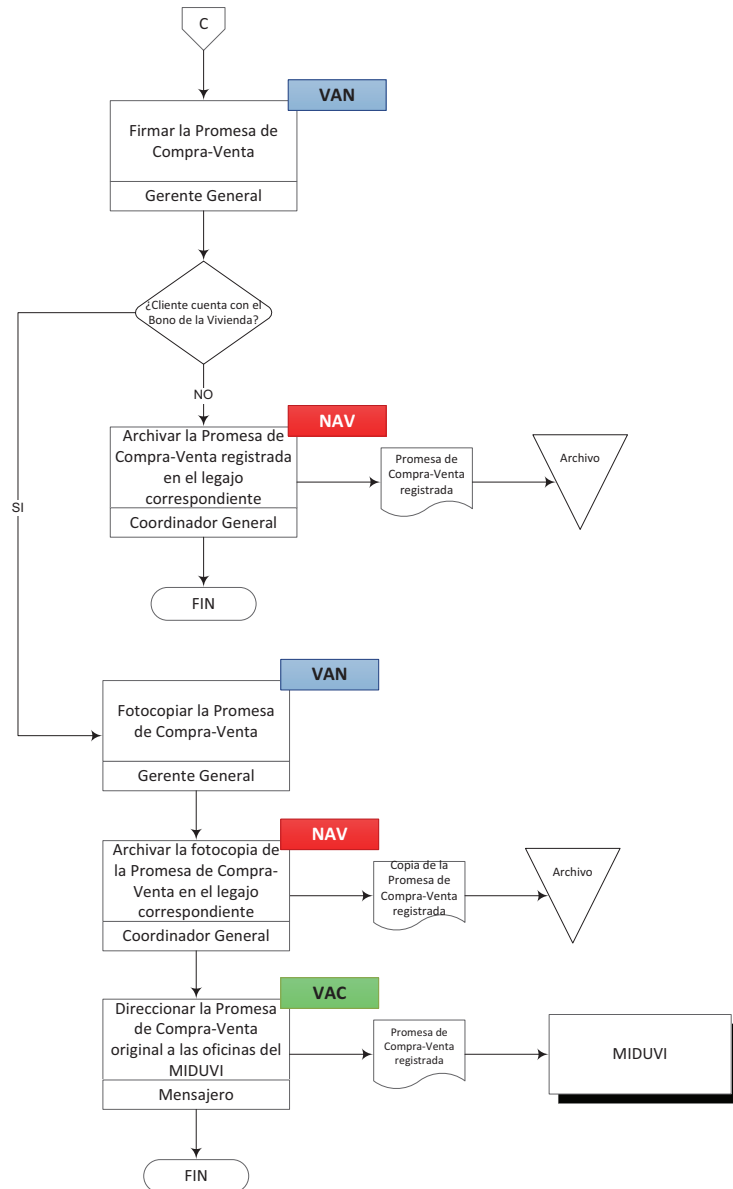 C
VAN
Firmar la Promesa de
Compra-Venta
Gerente General
¿Cliente cuenta con el
Bono de la Vivienda?
NO
SI
NAV
Archivar la Promesa de
Compra-Venta registrada
en el legajo
correspondiente
Coordinador General
Promesa de
Compra-Venta
registrada
Archivo
FIN
VAN
Fotocopiar la Promesa
de Compra-Venta
Gerente General
NAV
Archivar la fotocopia de
la Promesa de Compra-
Venta en el legajo
correspondiente
Coordinador General
Copia de la
Promesa de
Compra-Venta
registrada
Archivo
VAC
Direccionar la Promesa
de Compra-Venta
original a las oficinas del
MIDUVI
Mensajero
Promesa de
Compra-Venta
registrada
MIDUVI
FIN